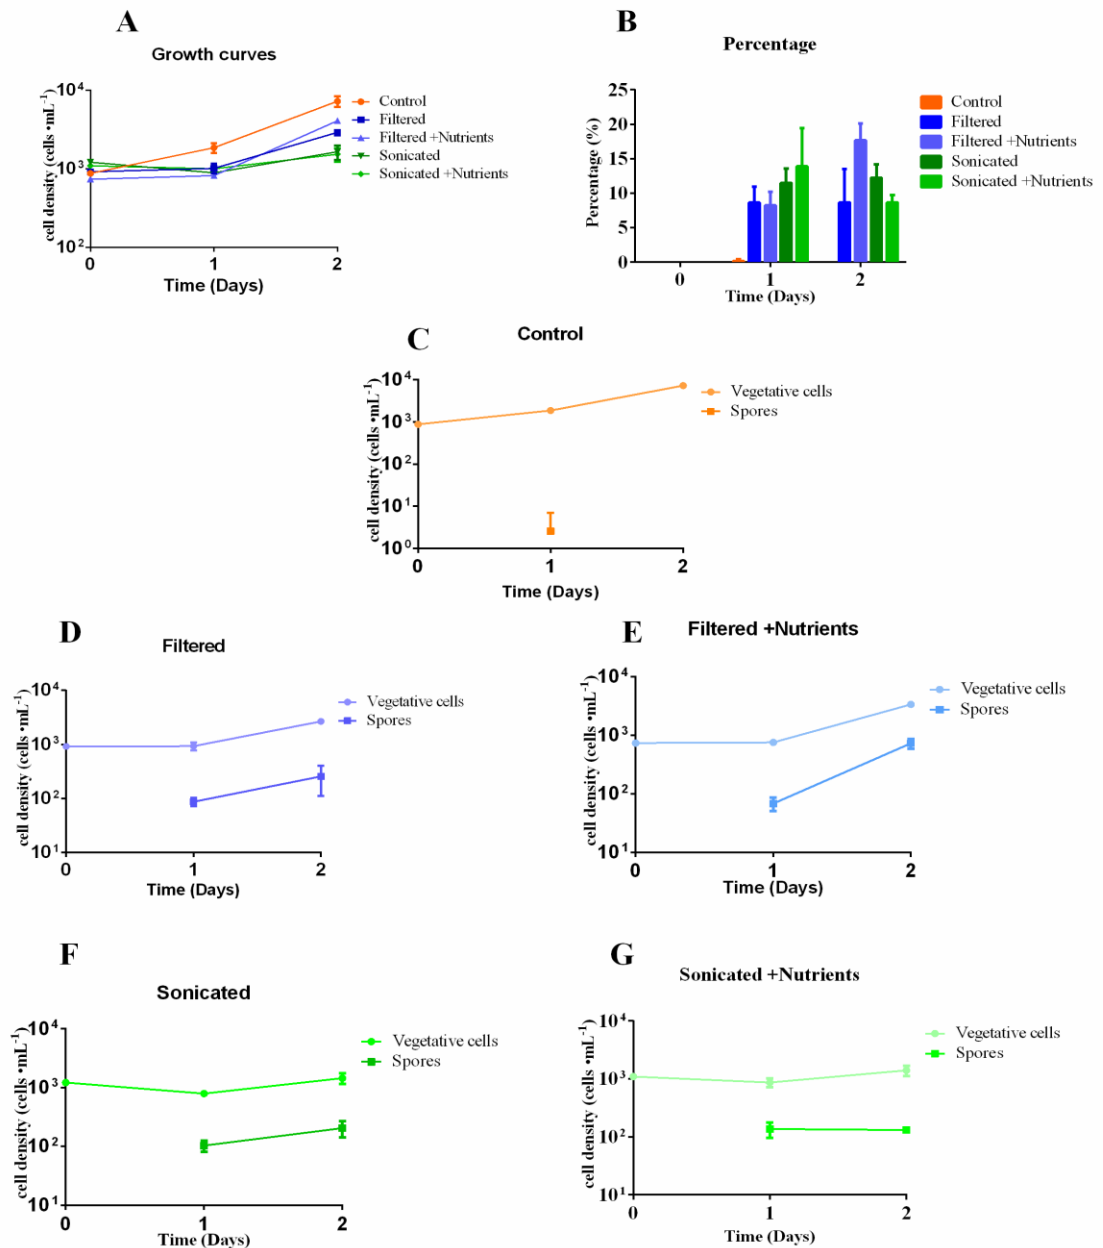 A
Growth curves
cell density (cells •mL⁻¹)
10⁴
10³
10²
0
1
2
Time (Days)
Control
Filtered
Filtered +Nutrients
Sonicated
Sonicated +Nutrients
B
Percentage
Percentage (%)
25
20
15
10
5
0
0
1
2
Time (Days)
Control
Filtered
Filtered +Nutrients
Sonicated
Sonicated +Nutrients
C
Control
cell density (cells •mL⁻¹)
10⁴
10³
10²
10¹
10⁰
0
1
2
Time (Days)
Vegetative cells
Spores
D
Filtered
cell density (cells •mL⁻¹)
10⁴
10³
10²
10¹
0
1
2
Time (Days)
Vegetative cells
Spores
E
Filtered +Nutrients
cell density (cells •mL⁻¹)
10⁴
10³
10²
10¹
0
1
2
Time (Days)
Vegetative cells
Spores
F
Sonicated
cell density (cells •mL⁻¹)
10⁴
10³
10²
10¹
0
1
2
Time (Days)
Vegetative cells
Spores
G
Sonicated +Nutrients
cell density (cells •mL⁻¹)
10⁴
10³
10²
10¹
0
1
2
Time (Days)
Vegetative cells
Spores